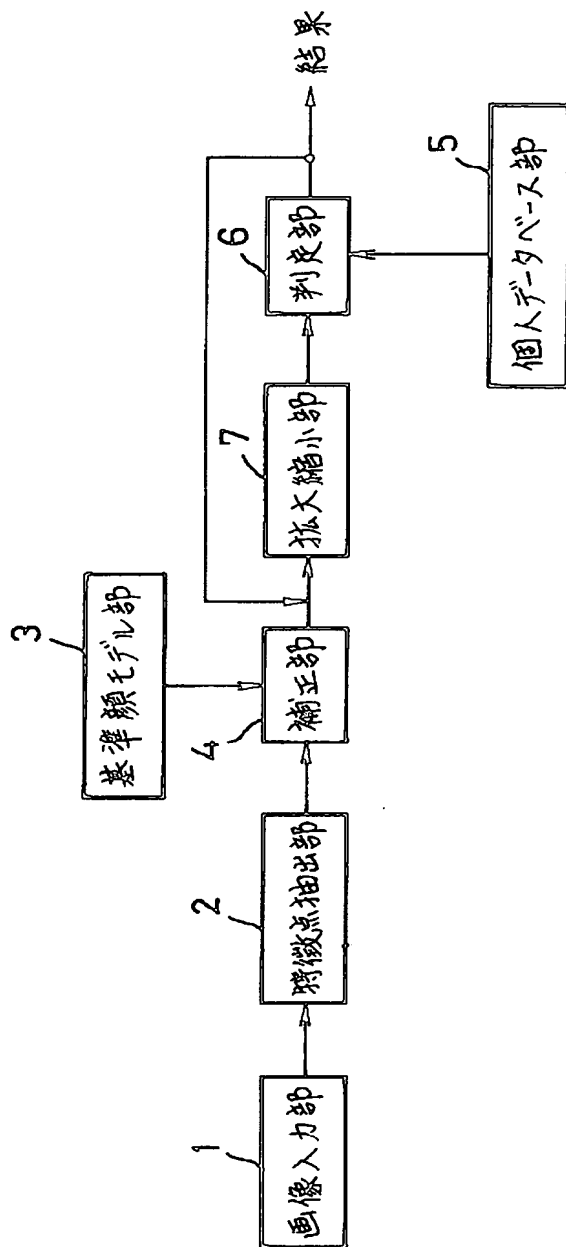 1
画像入力部
2
特徴点抽出部
3
基準顔モデル部
4
補正部
7
拡大縮小部
6
判定部
5
個人データベース部
結果